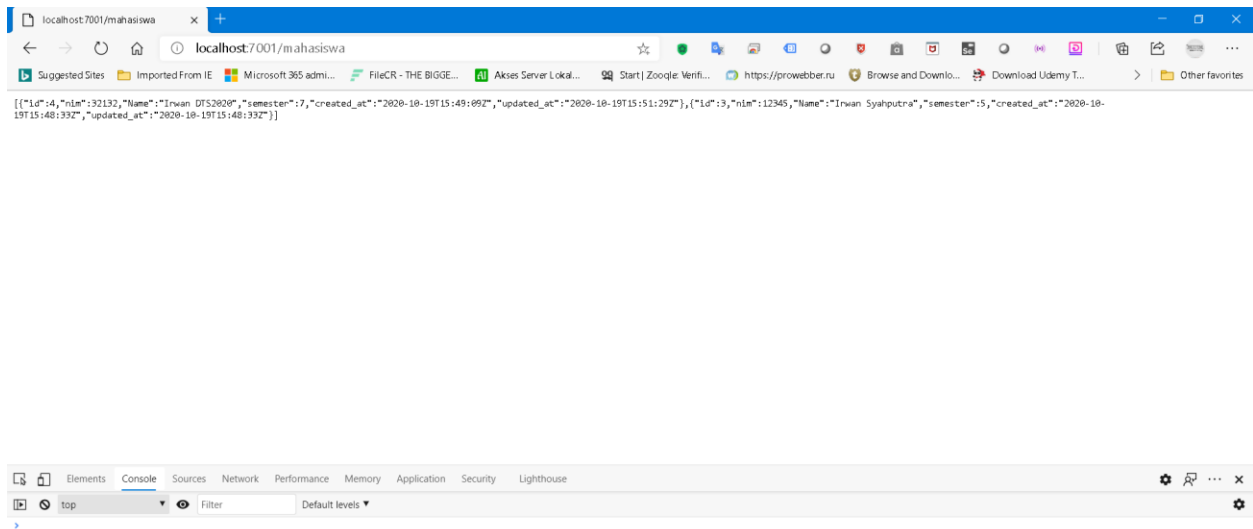 localhost:7001/mahasiswa
localhost:7001/mahasiswa
Suggested Sites Imported From IE Microsoft 365 admi... FileCR - THE BIGGE... Akses Server Lokal... Start | Zooqle: Verifi... https://prowebber.ru Browse and Downlo... Download Udemy T... Other favorites
[{"id":4,"nim":32132,"Name":"Irwan DTS2020","semester":7,"created_at":"2020-10-19T15:49:09Z","updated_at":"2020-10-19T15:51:29Z"},{"id":3,"nim":12345,"Name":"Irwan Syahputra","semester":5,"created_at":"2020-10-
19T15:48:33Z","updated_at":"2020-10-19T15:48:33Z"}]
Elements Console Sources Network Performance Memory Application Security Lighthouse
top Filter Default levels